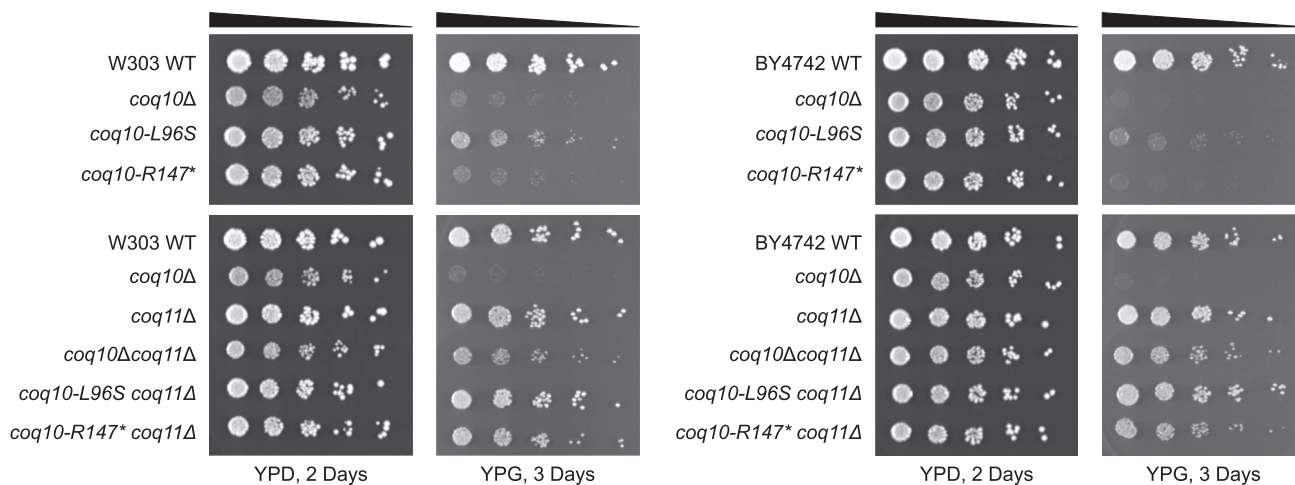 W303 WT
coq10Δ
coq10-L96S
coq10-R147*
BY4742 WT
coq10Δ
coq10-L96S
coq10-R147*
W303 WT
coq10Δ
coq11Δ
coq10Δcoq11Δ
coq10-L96S coq11Δ
coq10-R147* coq11Δ
BY4742 WT
coq10Δ
coq11Δ
coq10Δcoq11Δ
coq10-L96S coq11Δ
coq10-R147* coq11Δ
YPD, 2 Days
YPG, 3 Days
YPD, 2 Days
YPG, 3 Days